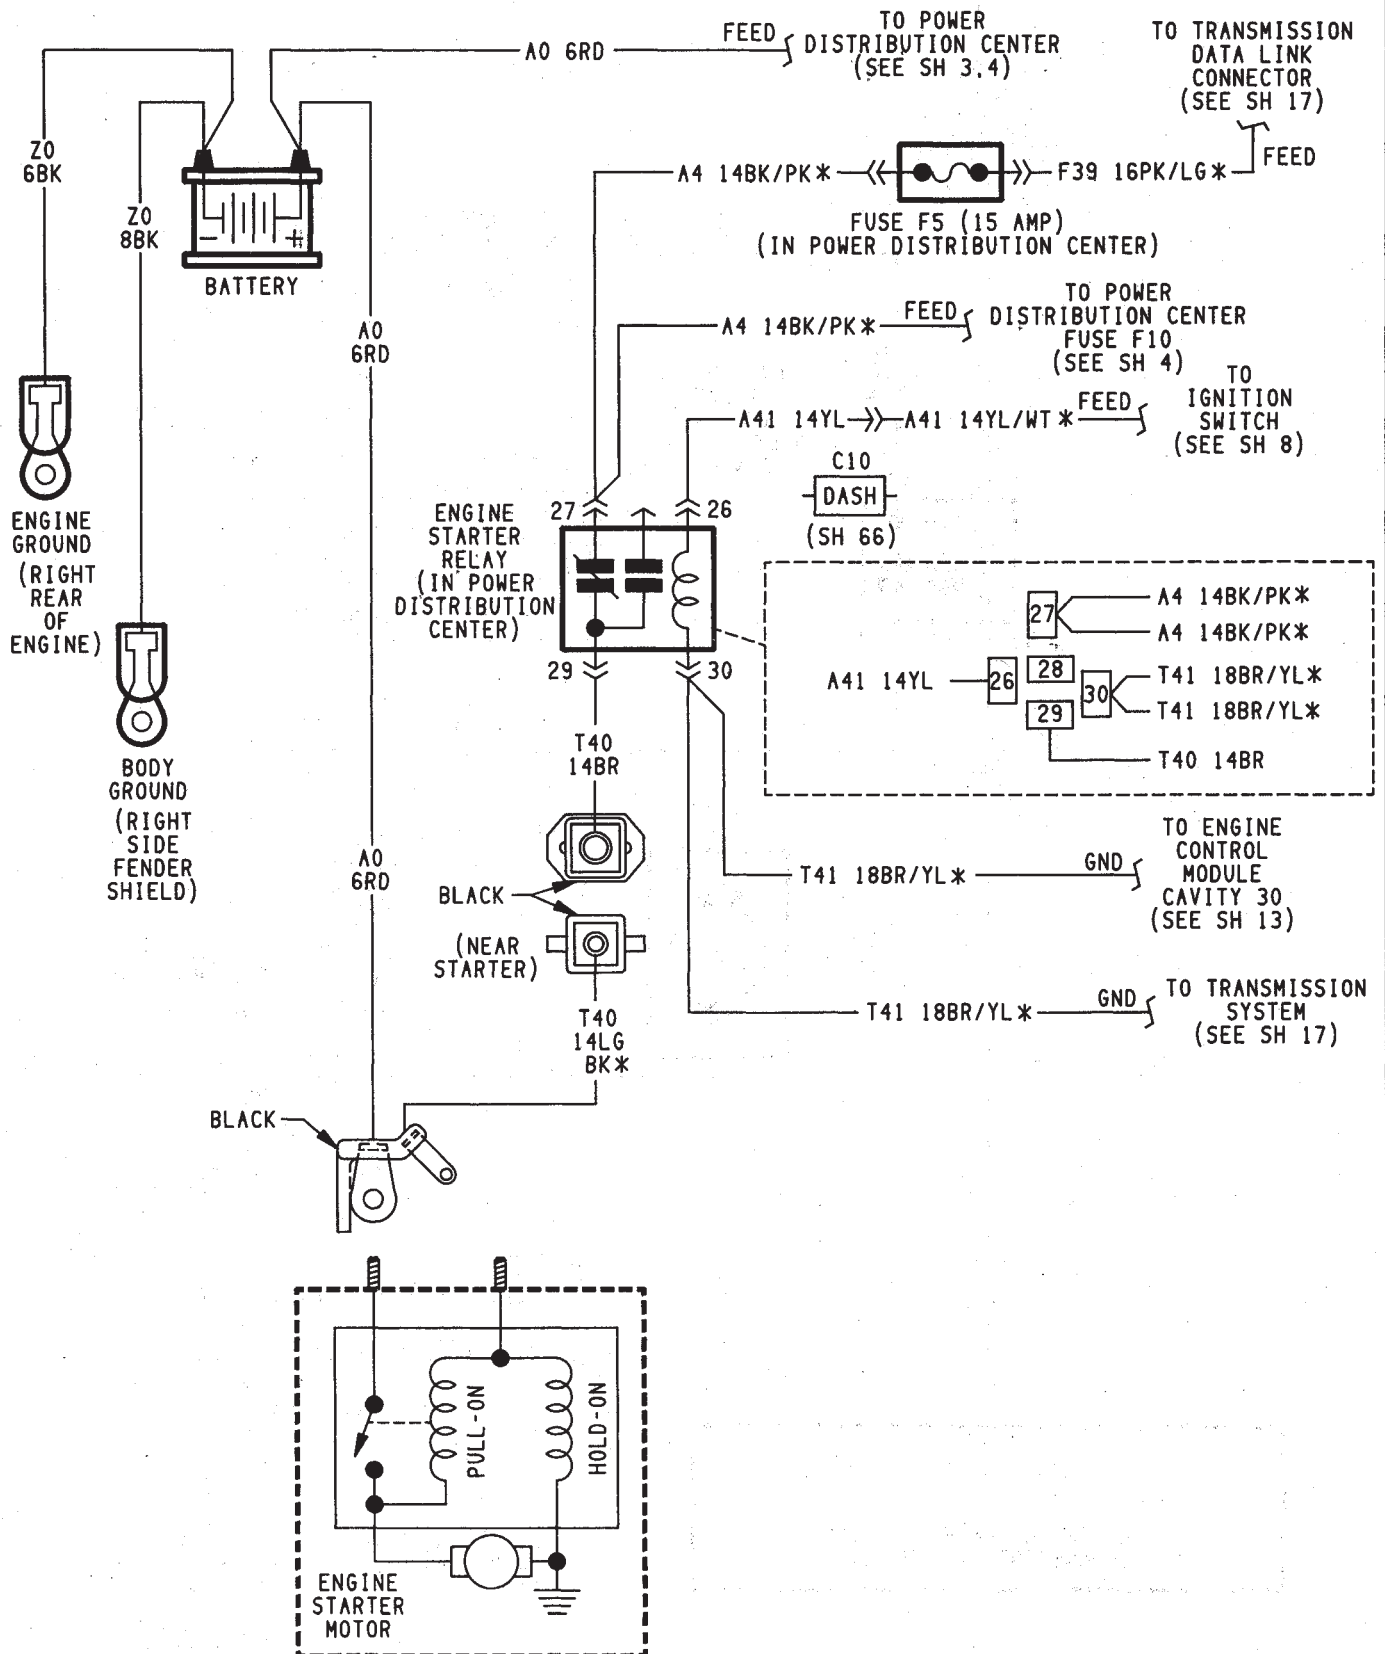 FEED
TO POWER
DISTRIBUTION CENTER
(SEE SH 3,4)
A0 6RD
TO TRANSMISSION
DATA LINK
CONNECTOR
(SEE SH 17)
FEED
Z0
6BK
Z0
8BK
A4 14BK/PK*
F39 16PK/LG*
FUSE F5 (15 AMP)
(IN POWER DISTRIBUTION CENTER)
- +
BATTERY
A0
6RD
A4 14BK/PK*
FEED
TO POWER
DISTRIBUTION CENTER
FUSE F10
(SEE SH 4)
A41 14YL
A41 14YL/WT*
FEED
TO
IGNITION
SWITCH
(SEE SH 8)
C10
DASH
(SH 66)
ENGINE
GROUND
(RIGHT
REAR
OF
ENGINE)
ENGINE
STARTER
RELAY
(IN POWER
DISTRIBUTION
CENTER)
27
26
29
30
27
A4 14BK/PK*
A4 14BK/PK*
A41 14YL
26
28
30
T41 18BR/YL*
T41 18BR/YL*
29
T40 14BR
BODY
GROUND
(RIGHT
SIDE
FENDER
SHIELD)
T40
14BR
A0
6RD
BLACK
(NEAR
STARTER)
T41 18BR/YL*
GND
TO ENGINE
CONTROL
MODULE
CAVITY 30
(SEE SH 13)
T41 18BR/YL*
GND
TO TRANSMISSION
SYSTEM
(SEE SH 17)
T40
14LG
BK*
BLACK
PULL-ON
HOLD-ON
ENGINE
STARTER
MOTOR